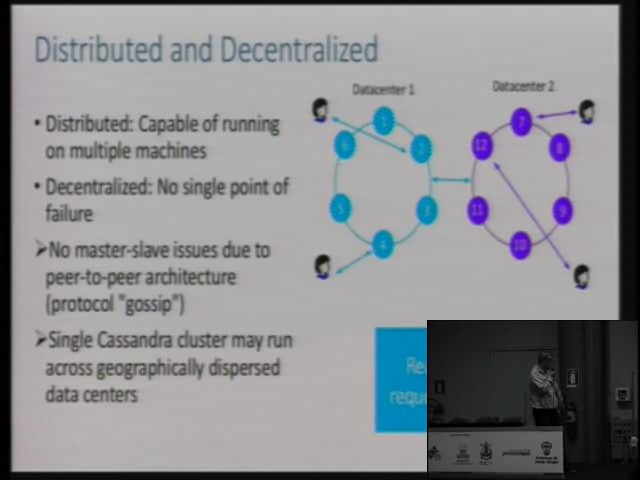 Distributed and Decentralized
• Distributed: Capable of running
on multiple machines
• Decentralized: No single point of
failure
➤No master-slave issues due to
peer-to-peer architecture
(protocol "gossip")
➤Single Cassandra cluster may run
across geographically dispersed
data centers
Datacenter 1
1
2
3
4
5
6
Datacenter 2
7
8
9
10
11
12